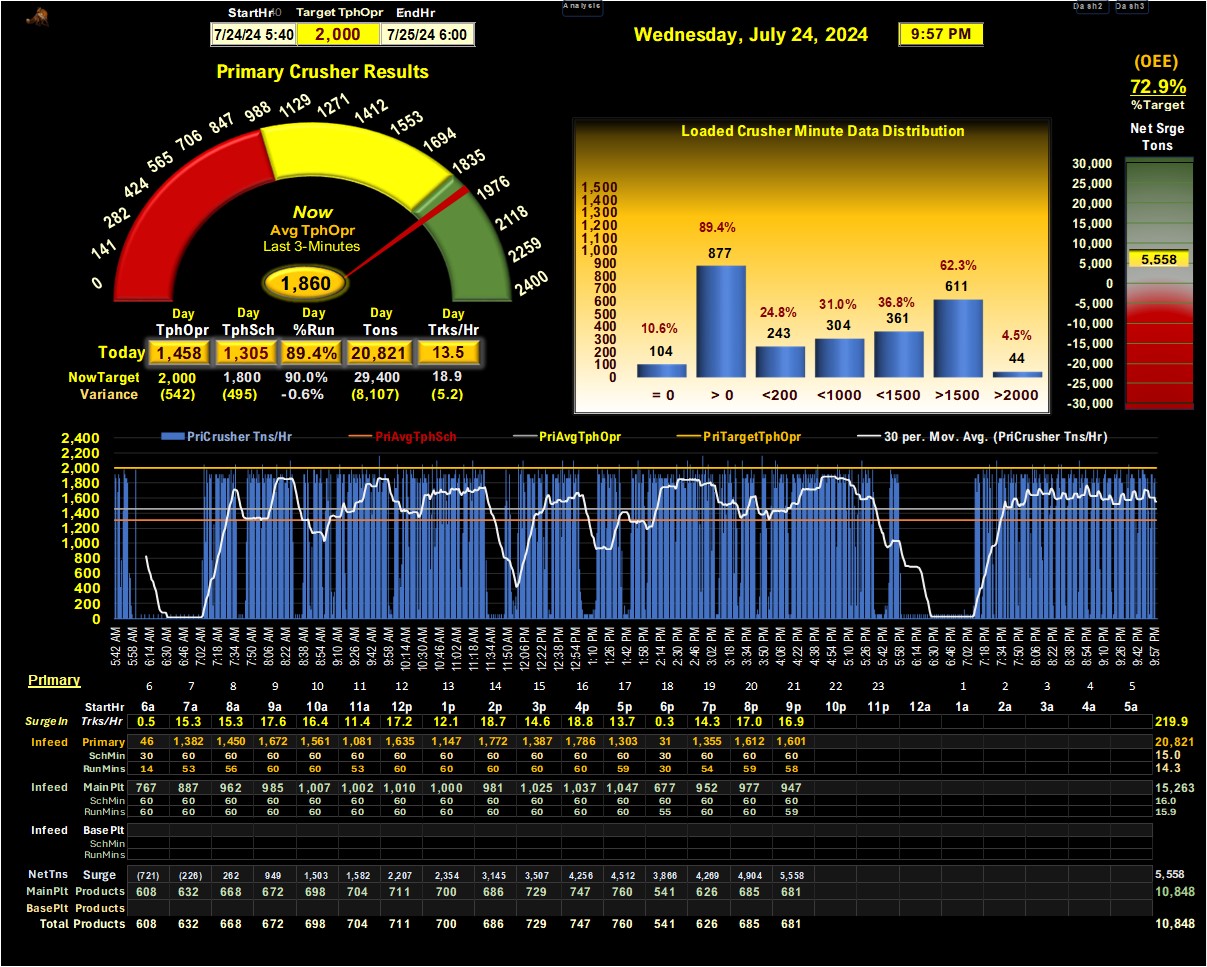 StartHr Target TphOpr EndHr
7/24/24 5:40 2,000 7/25/24 6:00
Analysis
Wednesday, July 24, 2024 9:57 PM
Dash2 Dash3
(OEE)
72.9%
%Target
Net Srge
Tons
30,000
25,000
20,000
15,000
10,000
5,000
0
-5,000
-10,000
-15,000
-20,000
-25,000
-30,000
5,558
Primary Crusher Results
0 141 282 424 565 706 847 988 1129 1271 1412 1553 1694 1835 1976 2118 2259 2400
Now
Avg TphOpr
Last 3-Minutes
1,860
Day Day Day Day Day
TphOpr TphSch %Run Tons Trks/Hr
Today 1,458 1,305 89.4% 20,821 13.5
NowTarget 2,000 1,800 90.0% 29,400 18.9
Variance (542) (495) -0.6% (8,107) (5.2)
Loaded Crusher Minute Data Distribution
1,500
1,400
1,300
1,200
1,100
1,000
900
800
700
600
500
400
300
200
100
0
10.6% 89.4% 24.8% 31.0% 36.8% 62.3% 4.5%
104 877 243 304 361 611 44
= 0 > 0 <200 <1000 <1500 >1500 >2000
PriCrusher Tns/Hr PriAvgTphSch PriAvgTphOpr PriTargetTphOpr 30 per. Mov. Avg. (PriCrusher Tns/Hr)
2,400
2,200
2,000
1,800
1,600
1,400
1,200
1,000
800
600
400
200
0
5:42 AM 5:58 AM 6:14 AM 6:30 AM 6:46 AM 7:02 AM 7:18 AM 7:34 AM 7:50 AM 8:06 AM 8:22 AM 8:38 AM 8:54 AM 9:10 AM 9:26 AM 9:42 AM 9:58 AM 10:14 AM 10:30 AM 10:46 AM 11:02 AM 11:18 AM 11:34 AM 11:50 AM 12:06 PM 12:22 PM 12:38 PM 12:54 PM 1:10 PM 1:26 PM 1:42 PM 1:58 PM 2:14 PM 2:30 PM 2:46 PM 3:02 PM 3:18 PM 3:34 PM 3:50 PM 4:06 PM 4:22 PM 4:38 PM 4:54 PM 5:10 PM 5:26 PM 5:42 PM 5:58 PM 6:14 PM 6:30 PM 6:46 PM 7:02 PM 7:18 PM 7:34 PM 7:50 PM 8:06 PM 8:22 PM 8:38 PM 8:54 PM 9:10 PM 9:26 PM 9:42 PM 9:57 PM
Primary
6 7 8 9 10 11 12 13 14 15 16 17 18 19 20 21 22 23 1 2 3 4 5
StartHr 6a 7a 8a 9a 10a 11a 12p 1p 2p 3p 4p 5p 6p 7p 8p 9p 10p 11p 12a 1a 2a 3a 4a 5a
SurgeIn Trks/Hr 0.5 15.3 15.3 17.6 16.4 11.4 17.2 12.1 18.7 14.6 18.8 13.7 0.3 14.3 17.0 16.9 219.9
Infeed Primary 46 1,382 1,450 1,672 1,561 1,081 1,635 1,147 1,772 1,387 1,786 1,303 31 1,355 1,612 1,601 20,821
SchMin 30 60 60 60 60 60 60 60 60 60 60 60 30 60 60 60 15.0
RunMins 14 53 56 60 60 53 60 60 60 60 60 59 30 54 59 58 14.3
Infeed MainPlt 767 887 962 985 1,007 1,002 1,010 1,000 981 1,025 1,037 1,047 677 952 977 947 15,263
SchMin 60 60 60 60 60 60 60 60 60 60 60 60 60 60 60 60 16.0
RunMins 60 60 60 60 60 60 60 60 60 60 60 60 55 60 60 59 15.9
Infeed Base Plt
SchMin
RunMins
NetTns Surge (721) (226) 262 949 1,503 1,582 2,207 2,354 3,145 3,507 4,256 4,512 3,866 4,269 4,904 5,558 5,558
MainPlt Products 608 632 668 672 698 704 711 700 686 729 747 760 541 626 685 681 10,848
BasePlt Products
Total Products 608 632 668 672 698 704 711 700 686 729 747 760 541 626 685 681 10,848